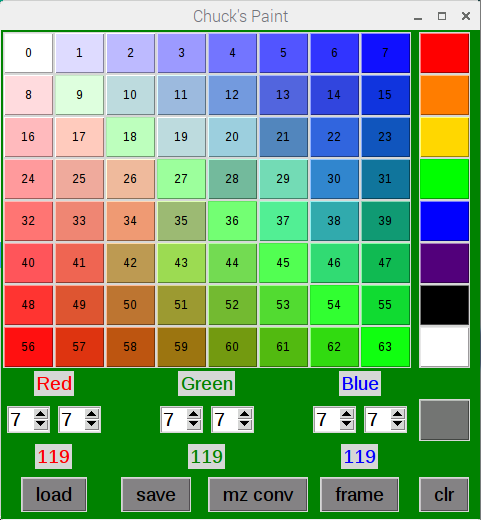 Chuck's Paint
0 1 2 3 4 5 6 7
8 9 10 11 12 13 14 15
16 17 18 19 20 21 22 23
24 25 26 27 28 29 30 31
32 33 34 35 36 37 38 39
40 41 42 43 44 45 46 47
48 49 50 51 52 53 54 55
56 57 58 59 60 61 62 63
Red Green Blue
7 7 7 7 7 7
119 119 119
load save mz conv frame clr